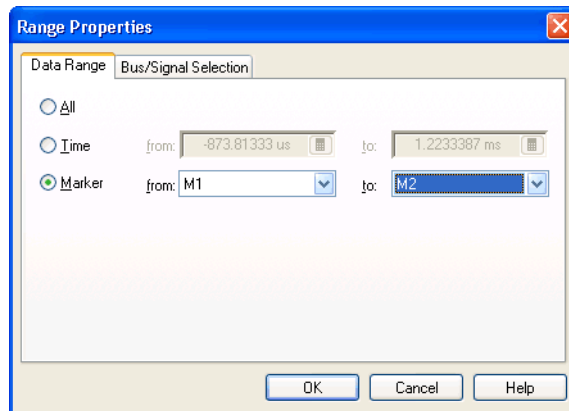 Range Properties
Data Range Bus/Signal Selection
All
Time from: -873.81333 us to: 1.2233387 ms
Marker from: M1 to: M2
OK Cancel Help